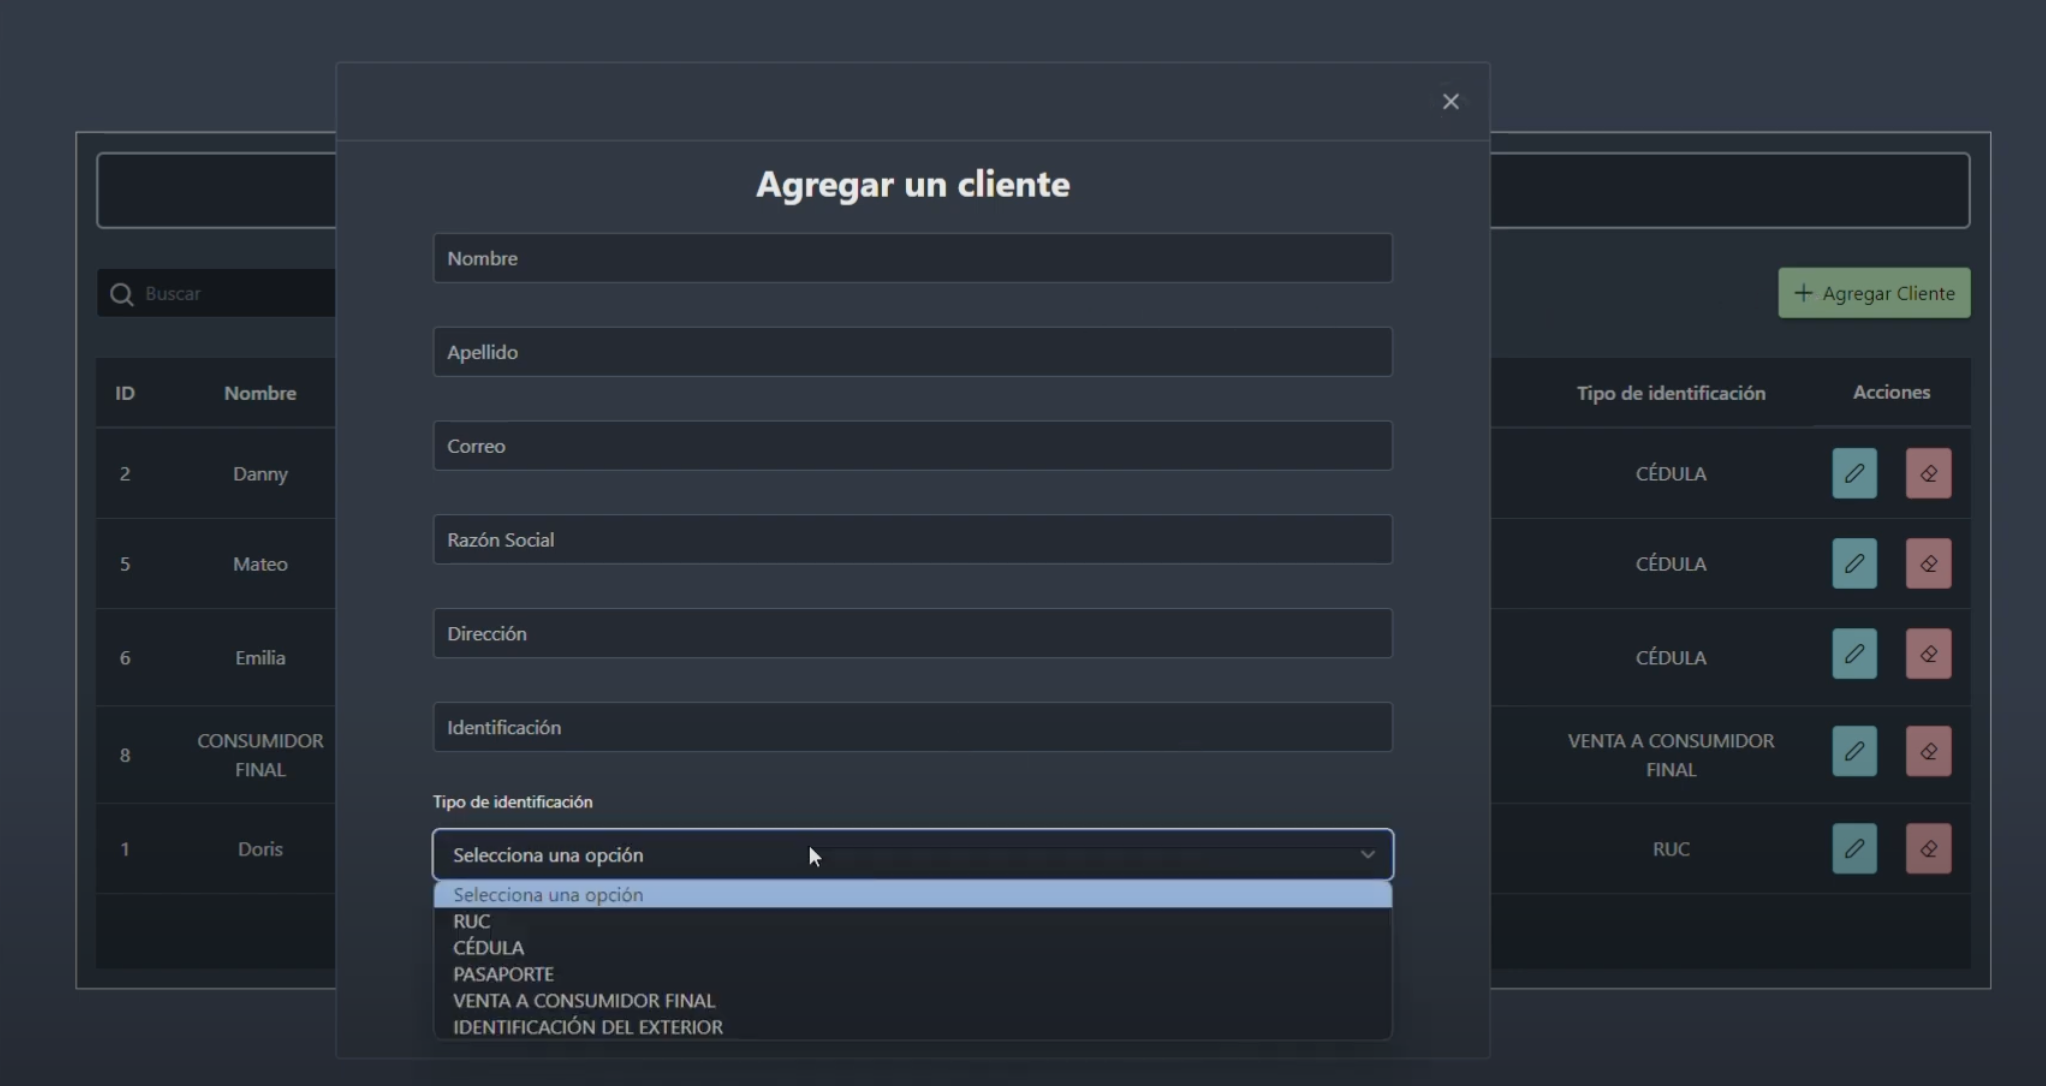 Agregar un cliente
Nombre
Apellido
Correo
Razón Social
Dirección
Identificación
Tipo de identificación
Selecciona una opción
Selecciona una opción
RUC
CÉDULA
PASAPORTE
VENTA A CONSUMIDOR FINAL
IDENTIFICACIÓN DEL EXTERIOR
Buscar
+ Agregar Cliente
ID Nombre Tipo de identificación Acciones
2 Danny CÉDULA
5 Mateo CÉDULA
6 Emilia CÉDULA
8 CONSUMIDOR FINAL VENTA A CONSUMIDOR FINAL
1 Doris RUC